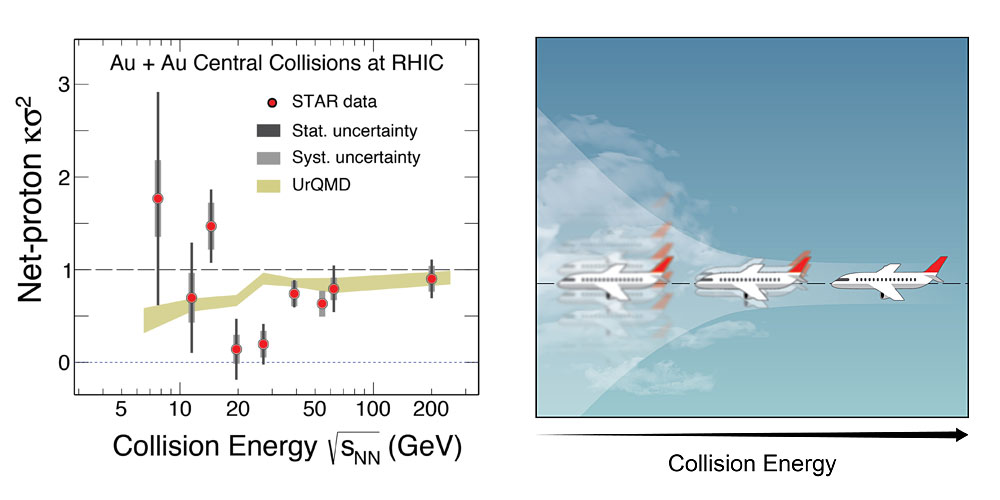 Au + Au Central Collisions at RHIC
STAR data
Stat. uncertainty
Syst. uncertainty
UrQMD
Net-proton κσ²
3
2
1
0
5 10 20 50 100 200
Collision Energy √sNN (GeV)
Collision Energy